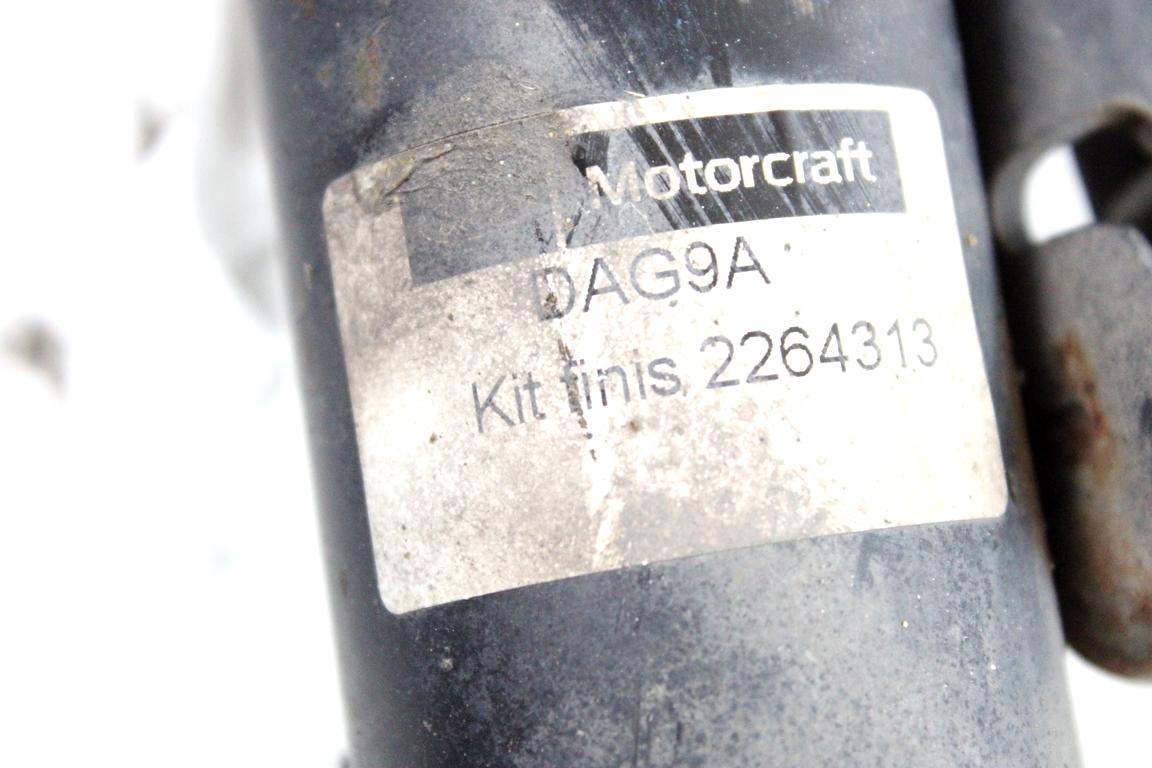 Motorcraft
DAG9A
Kit finis 2264313